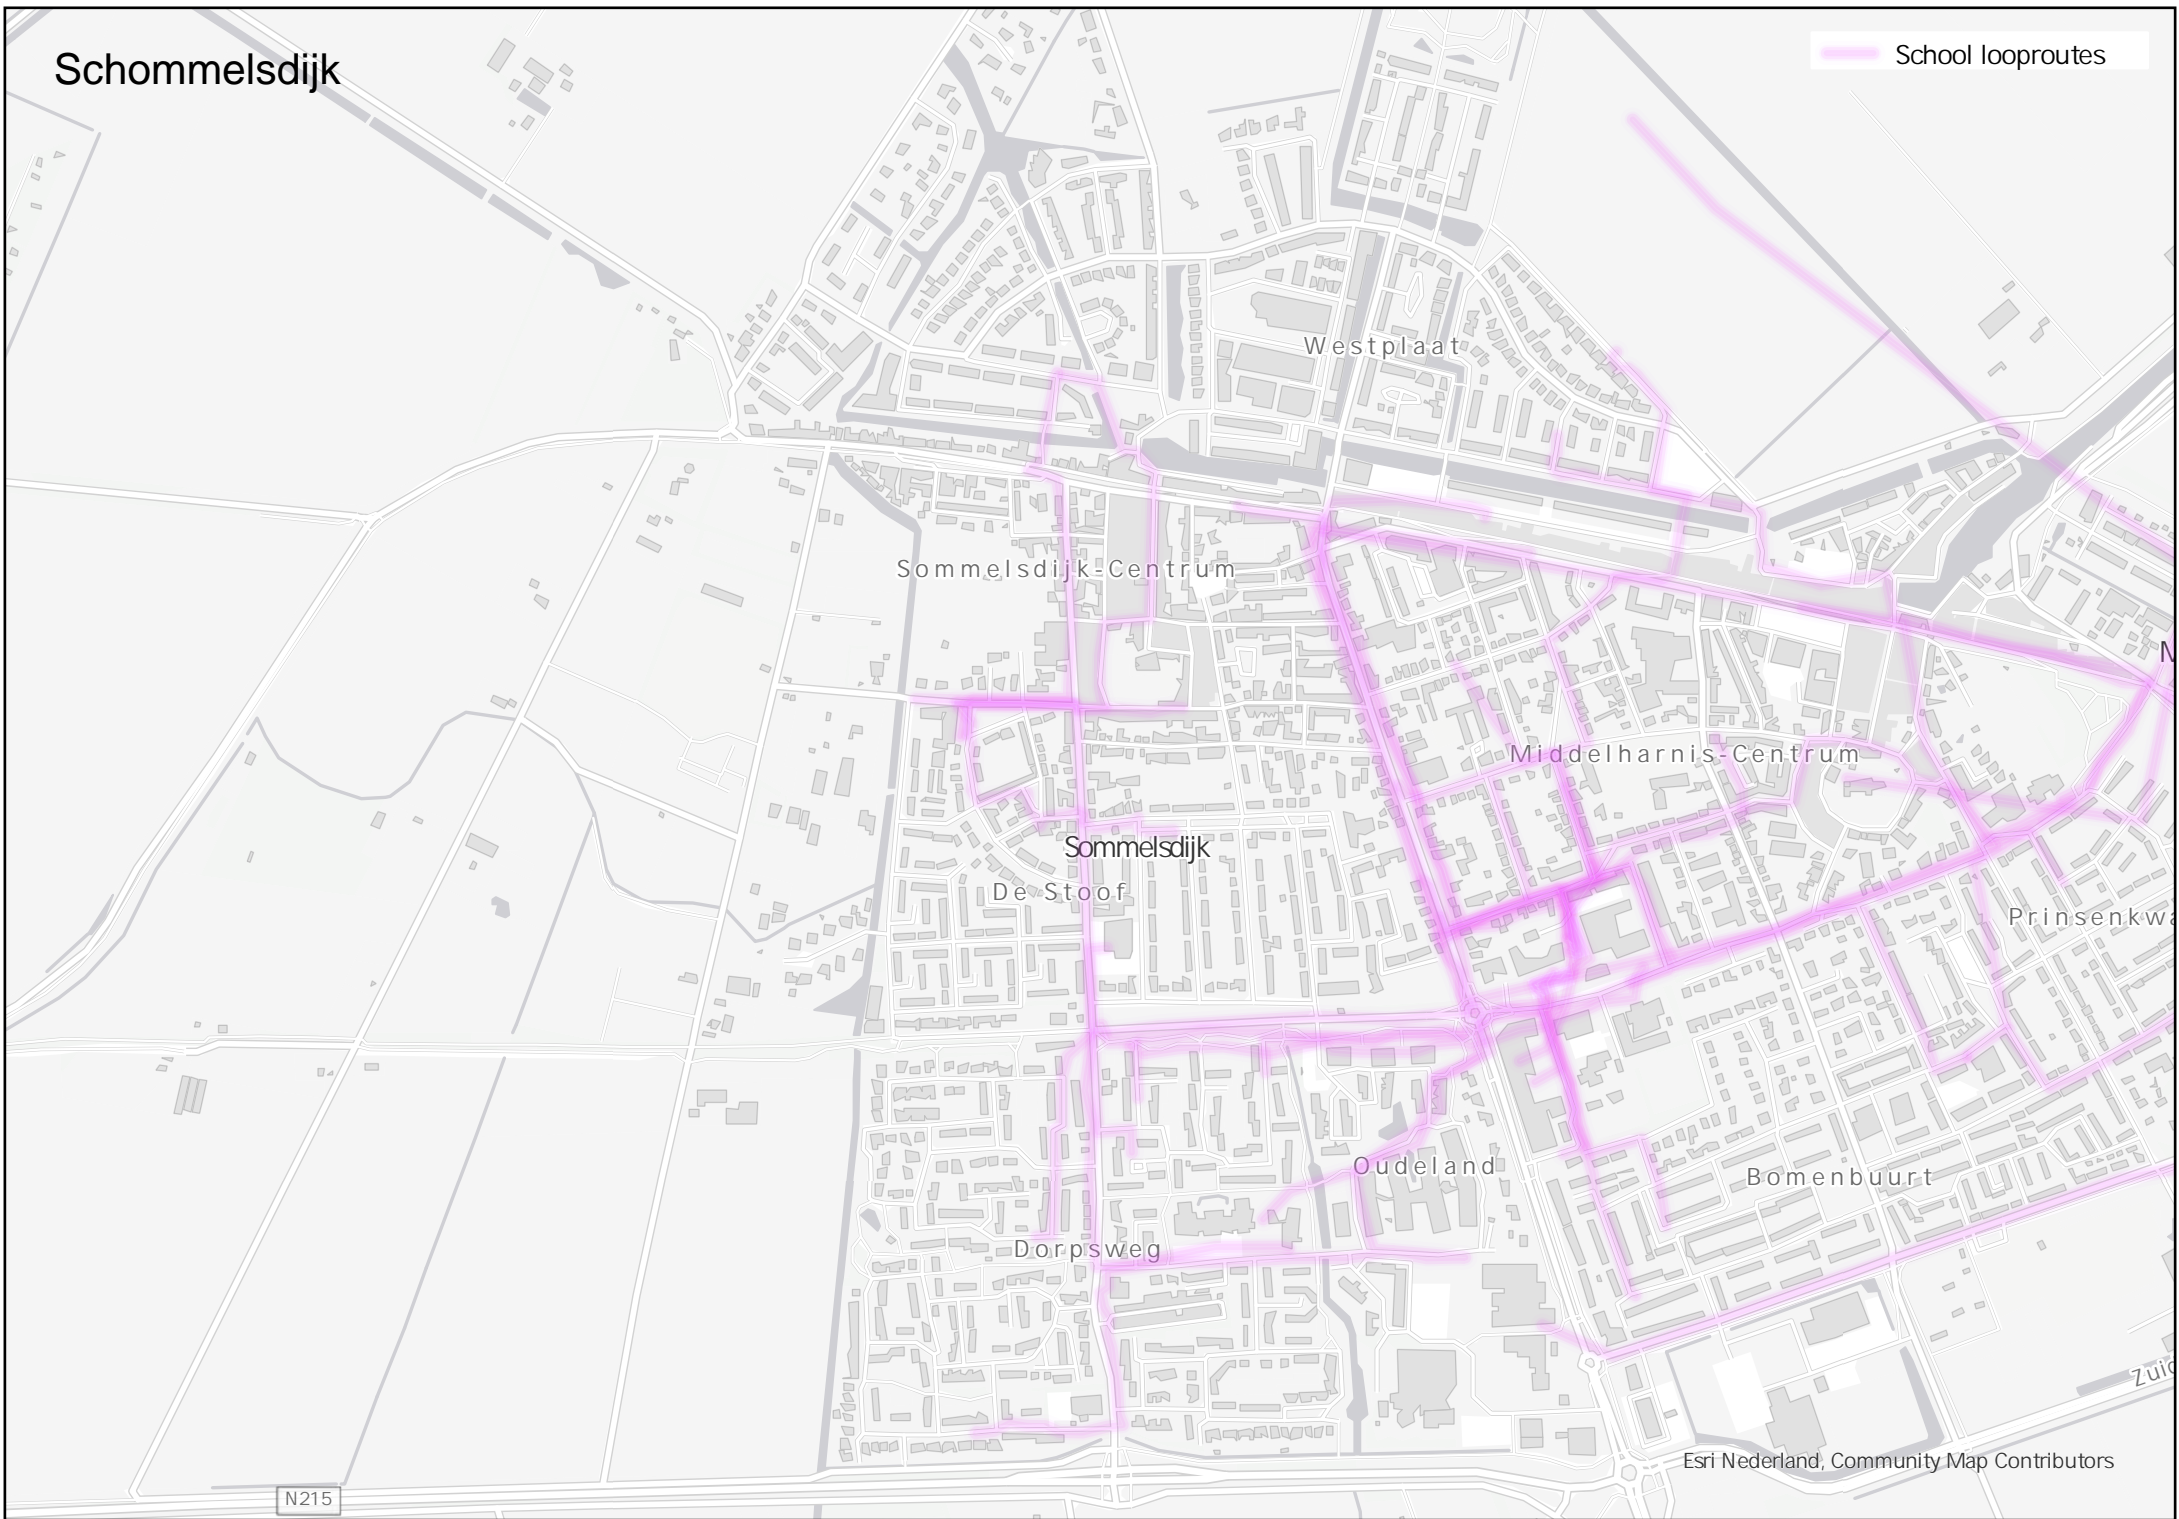 Schommelsdijk
School looproutes
Westplaat
Sommelsdijk-Centrum
M
Middelharnis-Centrum
Sommelsdijk
De Stoof
Prinsenkwa
Oudeland
Bomenbuurt
Dorpsweg
Zuid
Esri Nederland, Community Map Contributors
N215